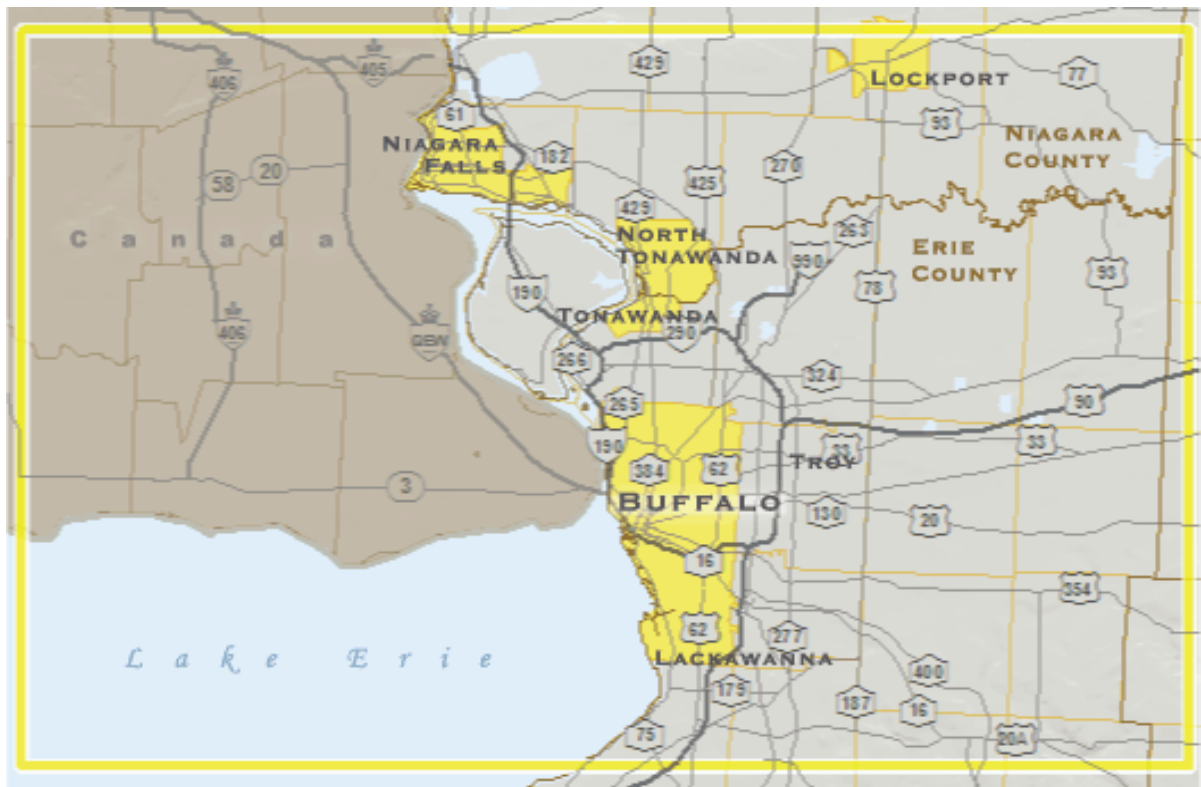 406
405
429
77
LOCKPORT
61
93
NIAGARA
FALLS
182
NIAGARA
COUNTY
270
58
20
425
429
Canada
NORTH
TONAWANDA
263
990
ERIE
COUNTY
93
190
78
TONAWANDA
406
QEW
290
266
324
265
90
190
33
33
384
62
TROY
3
BUFFALO
130
20
16
354
62
277
Lake Erie
LACKAWANNA
400
179
187
16
75
20A